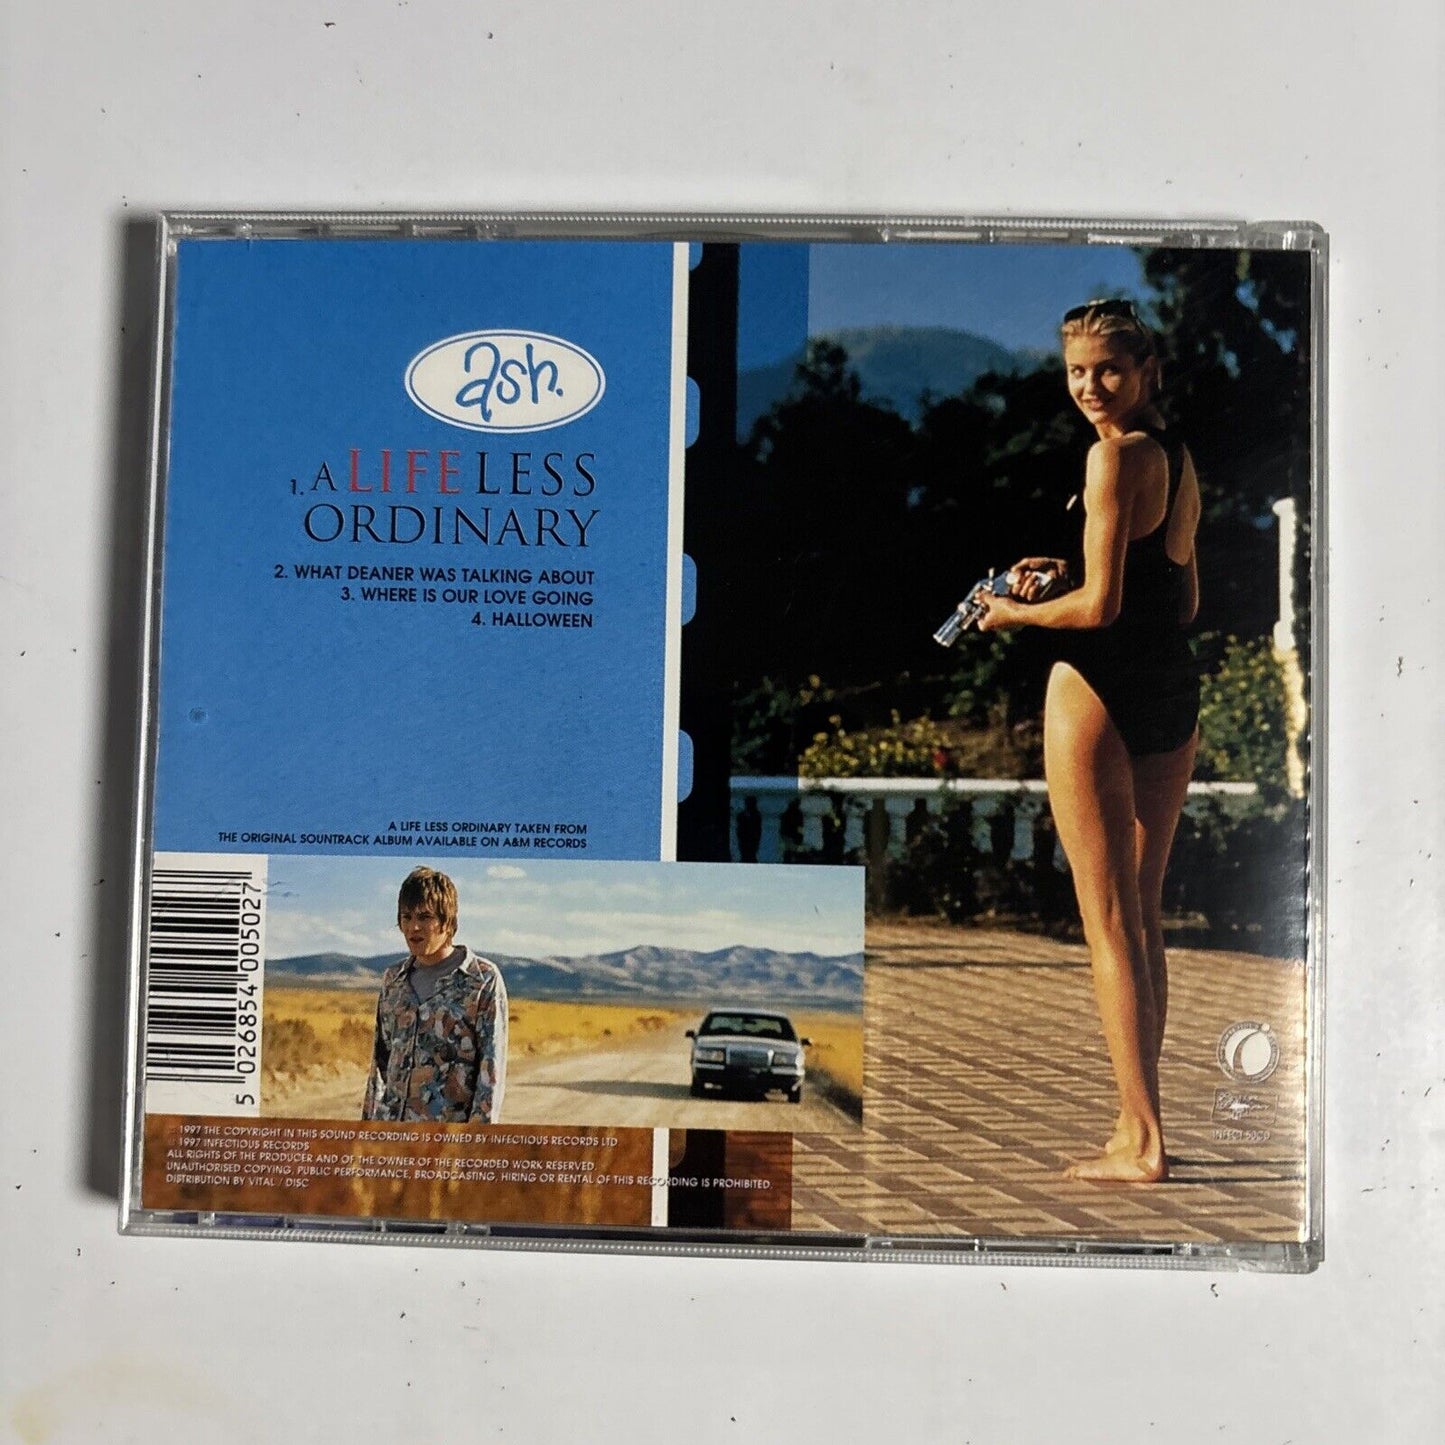 ash.
1. A LIFE LESS
ORDINARY
2. WHAT DEANER WAS TALKING ABOUT
3. WHERE IS OUR LOVE GOING
4. HALLOWEEN
A LIFE LESS ORDINARY TAKEN FROM
THE ORIGINAL SOUNTRACK ALBUM AVAILABLE ON A&M RECORDS
5 026854 005027
℗ 1997 THE COPYRIGHT IN THIS SOUND RECORDING IS OWNED BY INFECTIOUS RECORDS LTD
© 1997 INFECTIOUS RECORDS
ALL RIGHTS OF THE PRODUCER AND OF THE OWNER OF THE RECORDED WORK RESERVED.
UNAUTHORISED COPYING, PUBLIC PERFORMANCE, BROADCASTING, HIRING OR RENTAL OF THIS RECORDING IS PROHIBITED.
DISTRIBUTION BY VITAL / DISC
INFECT 50CD